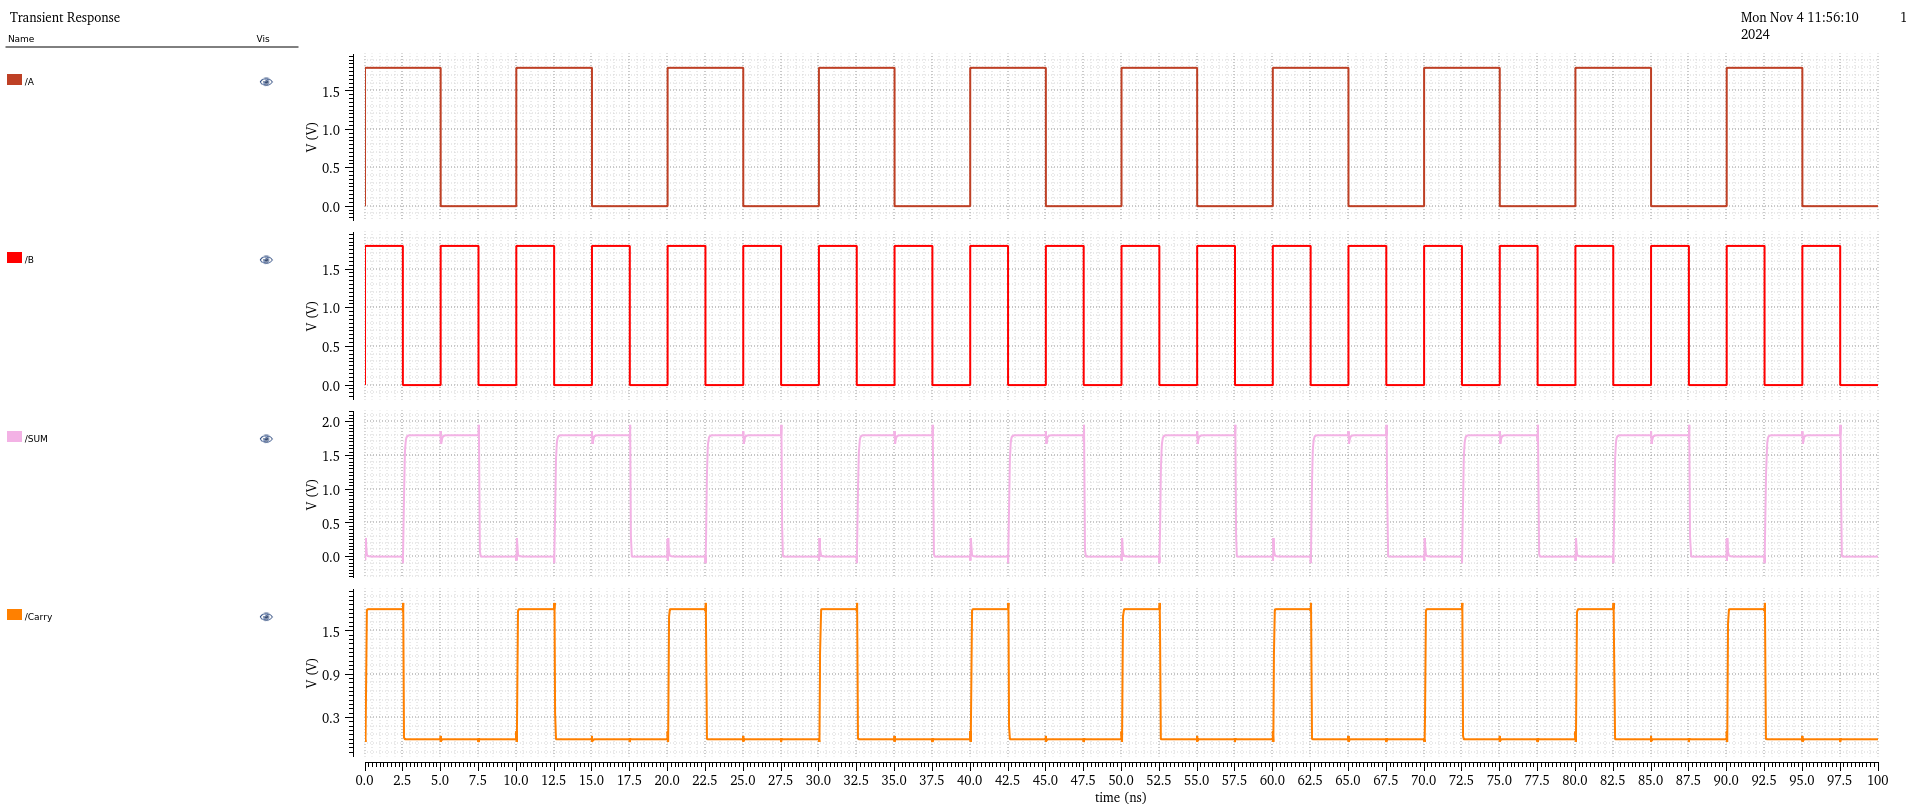 Transient Response
Mon Nov 4 11:56:10 2024
1
Name Vis
/A
V (V)
1.5
1.0
0.5
0.0
/B
V (V)
1.5
1.0
0.5
0.0
/SUM
V (V)
2.0
1.5
1.0
0.5
0.0
/Carry
V (V)
1.5
0.9
0.3
0.0 2.5 5.0 7.5 10.0 12.5 15.0 17.5 20.0 22.5 25.0 27.5 30.0 32.5 35.0 37.5 40.0 42.5 45.0 47.5 50.0 52.5 55.0 57.5 60.0 62.5 65.0 67.5 70.0 72.5 75.0 77.5 80.0 82.5 85.0 87.5 90.0 92.5 95.0 97.5 100
time (ns)